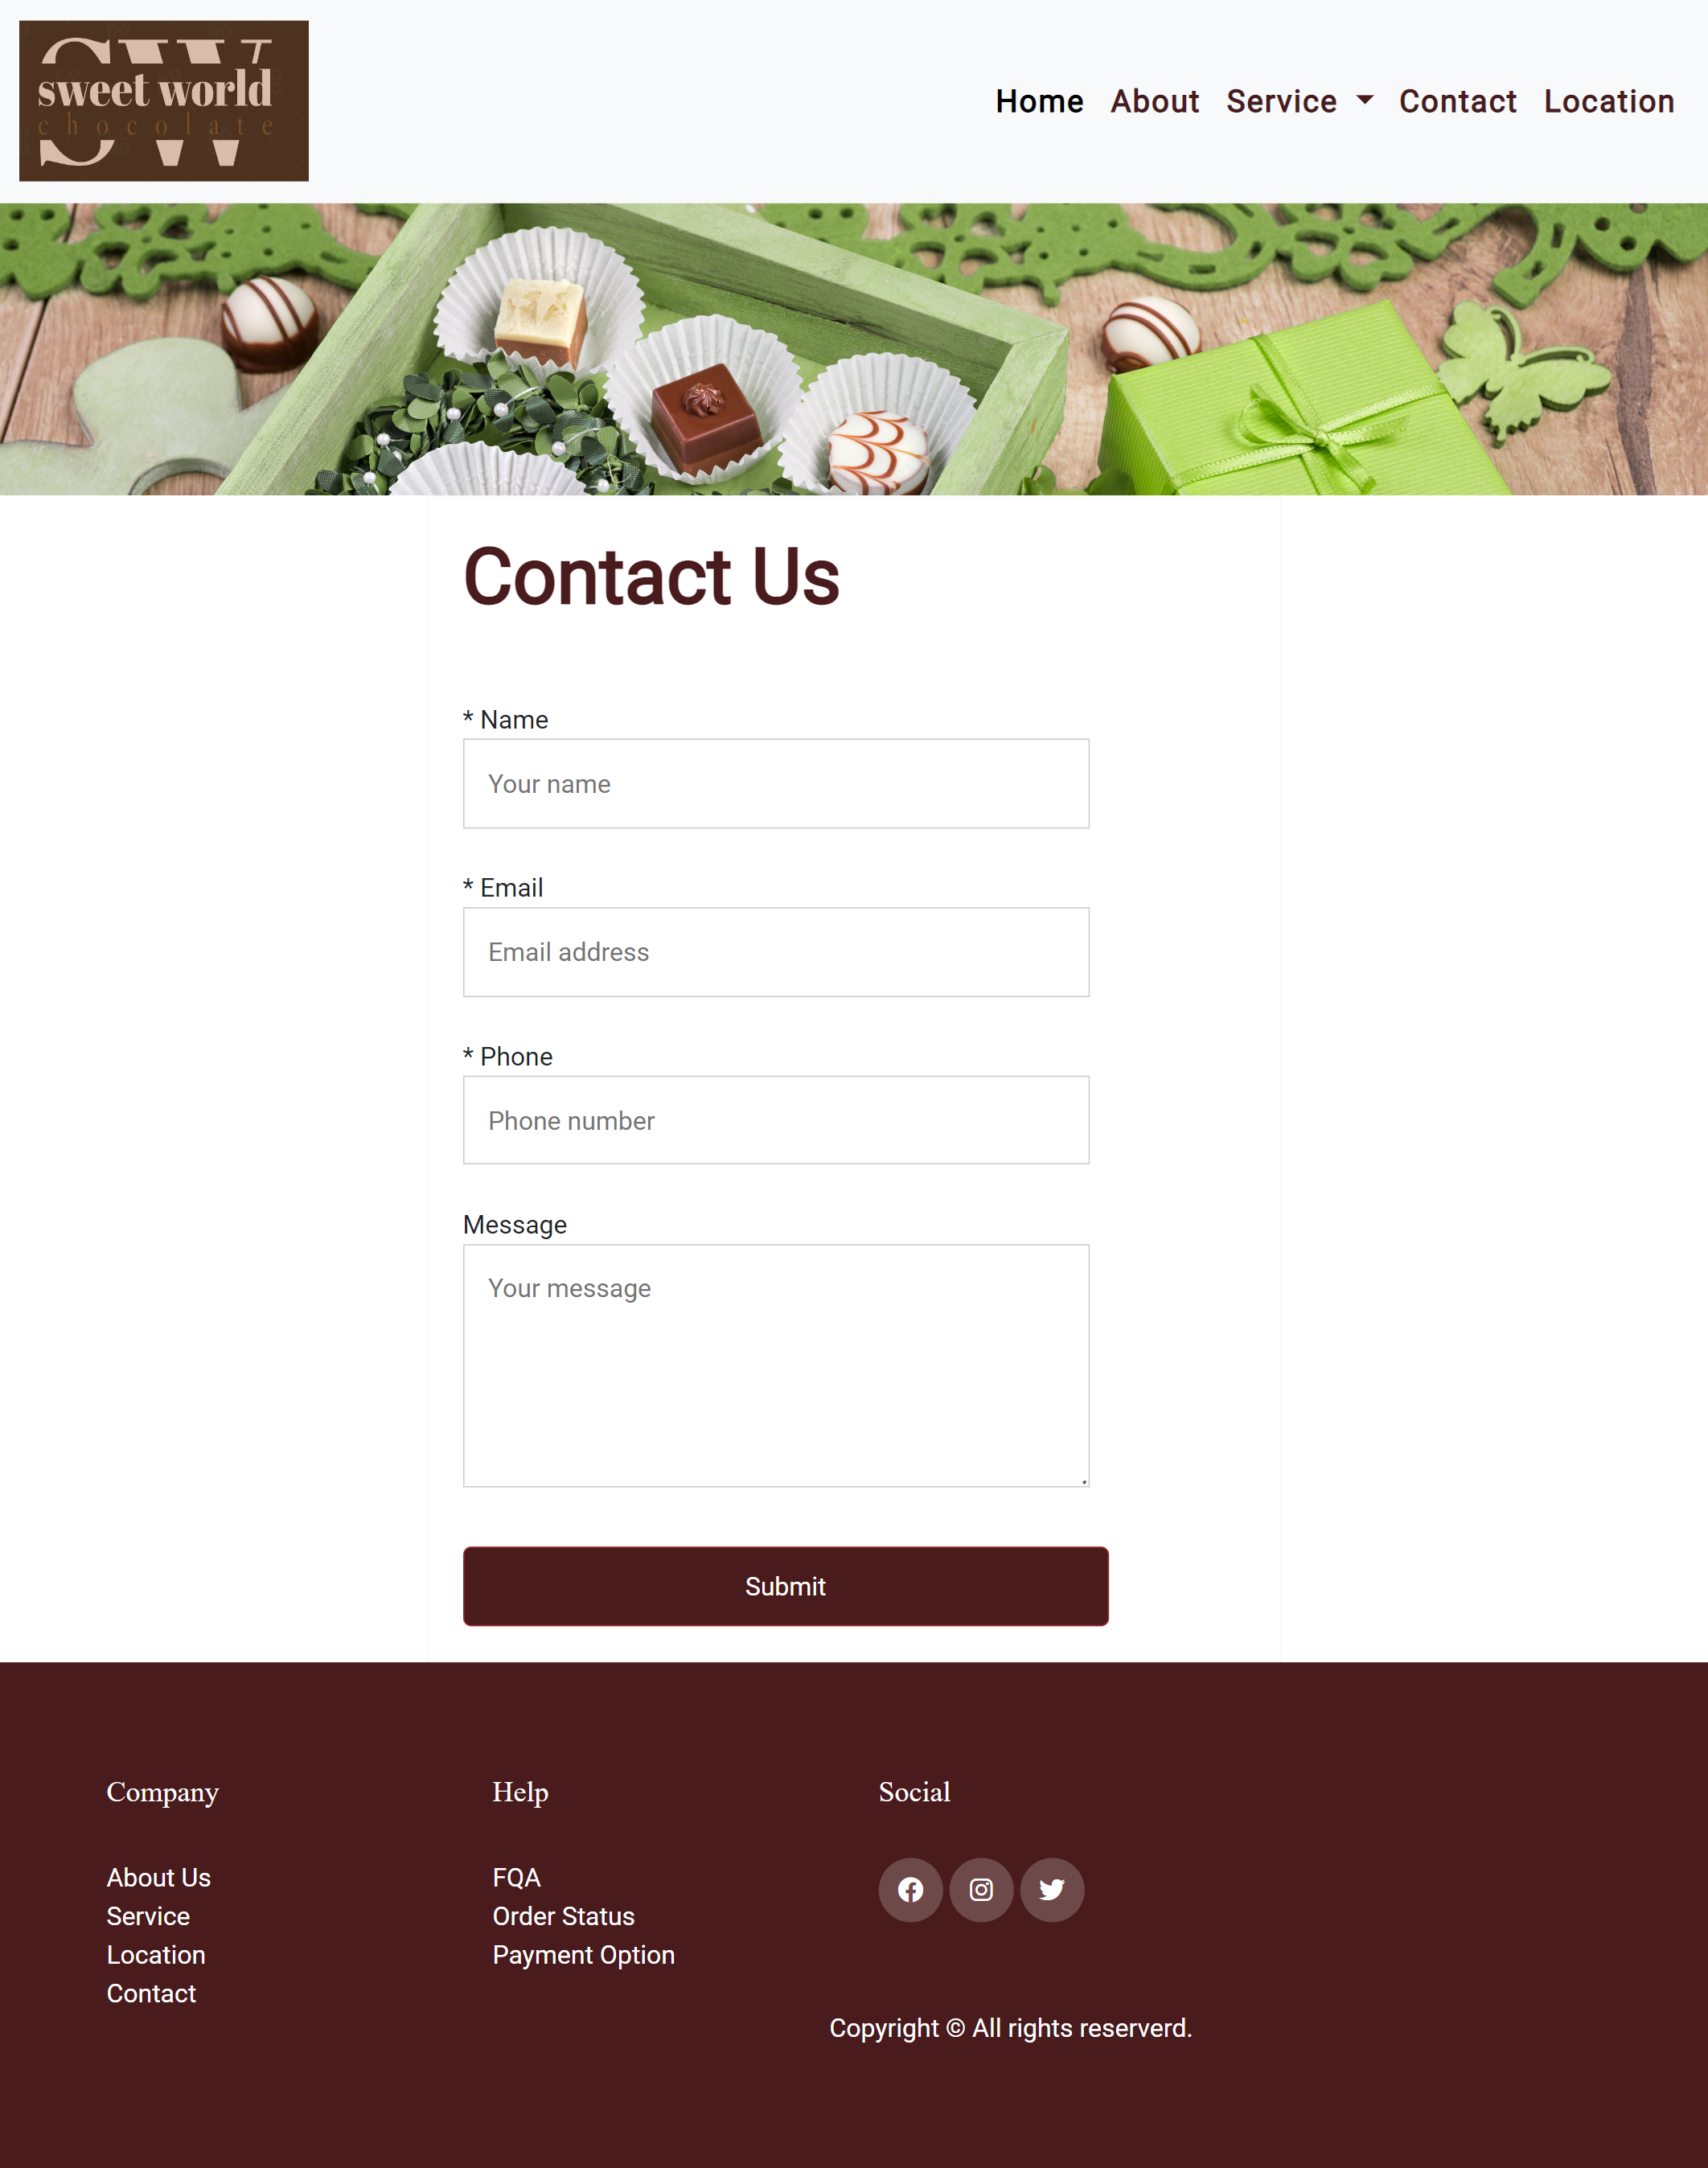 SW
sweet world
chocolate
Home About Service Contact Location
Contact Us
* Name
Your name
* Email
Email address
* Phone
Phone number
Message
Your message
Submit
Company
About Us
Service
Location
Contact
Help
FQA
Order Status
Payment Option
Social
Copyright © All rights reserverd.